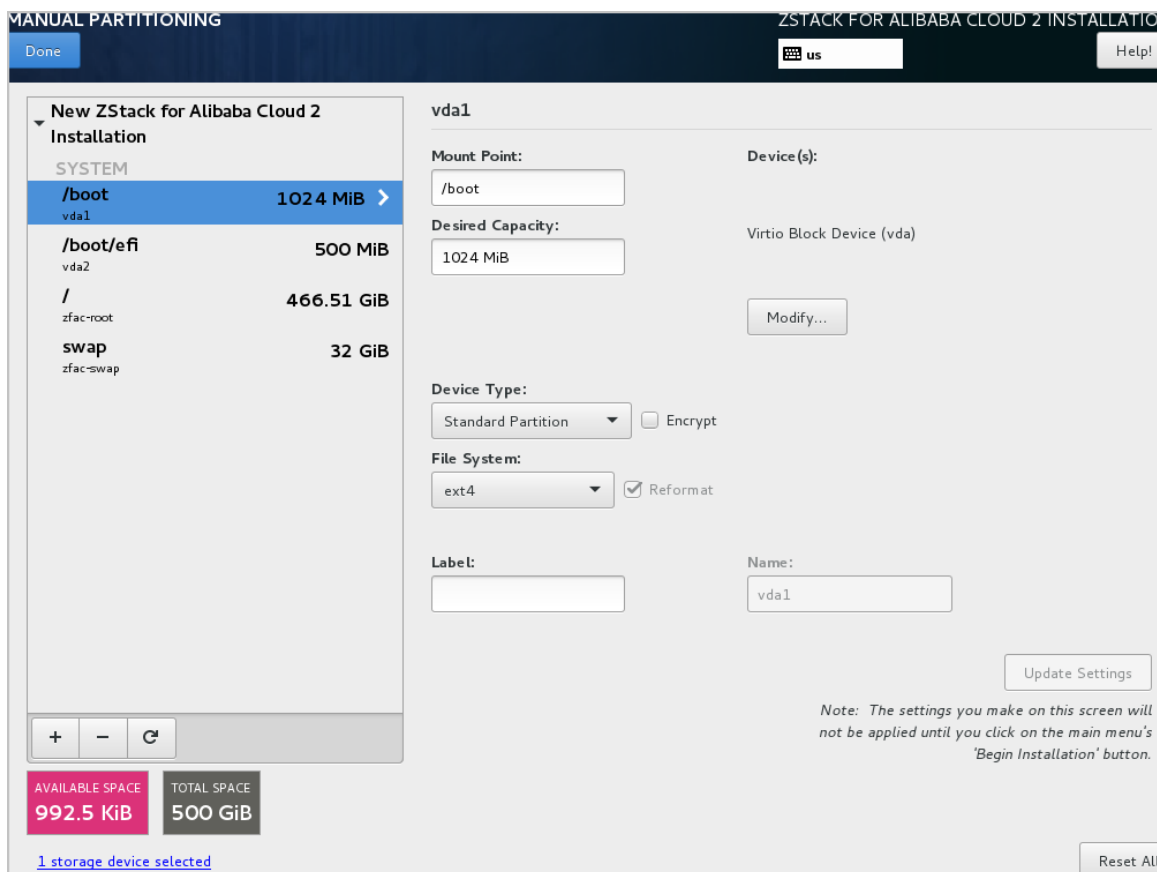 MANUAL PARTITIONING
ZSTACK FOR ALIBABA CLOUD 2 INSTALLATIO
Done
us
Help!
New ZStack for Alibaba Cloud 2
Installation
SYSTEM
/boot
1024 MiB
vda1
/boot/efi
500 MiB
vda2
/
466.51 GiB
zfac-root
swap
32 GiB
zfac-swap
vda1
Mount Point:
Device(s):
/boot
Desired Capacity:
Virtio Block Device (vda)
1024 MiB
Modify...
Device Type:
Standard Partition
Encrypt
File System:
ext4
Reformat
Label:
Name:
vda1
Update Settings
Note: The settings you make on this screen will
not be applied until you click on the main menu's
'Begin Installation' button.
+ −
AVAILABLE SPACE
992.5 KiB
TOTAL SPACE
500 GiB
1 storage device selected
Reset All